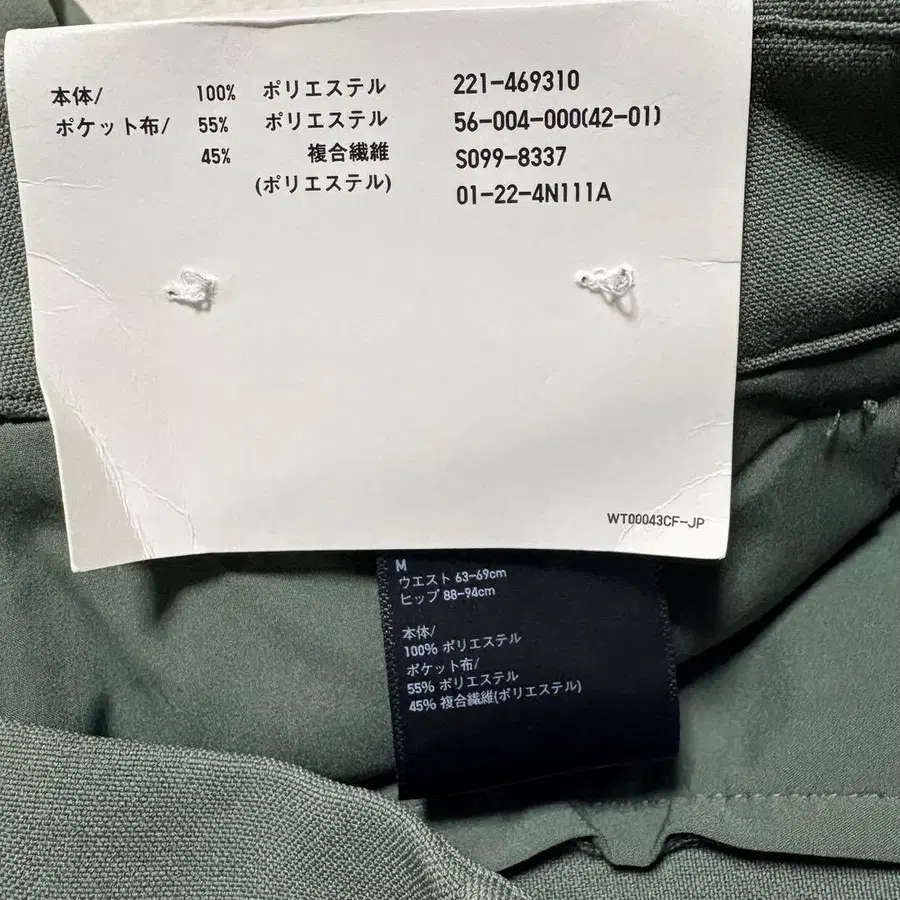 本体/ 100% ポリエステル 221-469310
ポケット布/ 55% ポリエステル 56-004-000(42-01)
45% 複合繊維 S099-8337
(ポリエステル) 01-22-4N111A
WT00043CF-JP
M
ウエスト 63-69cm
ヒップ 88-94cm
本体/
100% ポリエステル
ポケット布/
55% ポリエステル
45% 複合繊維(ポリエステル)